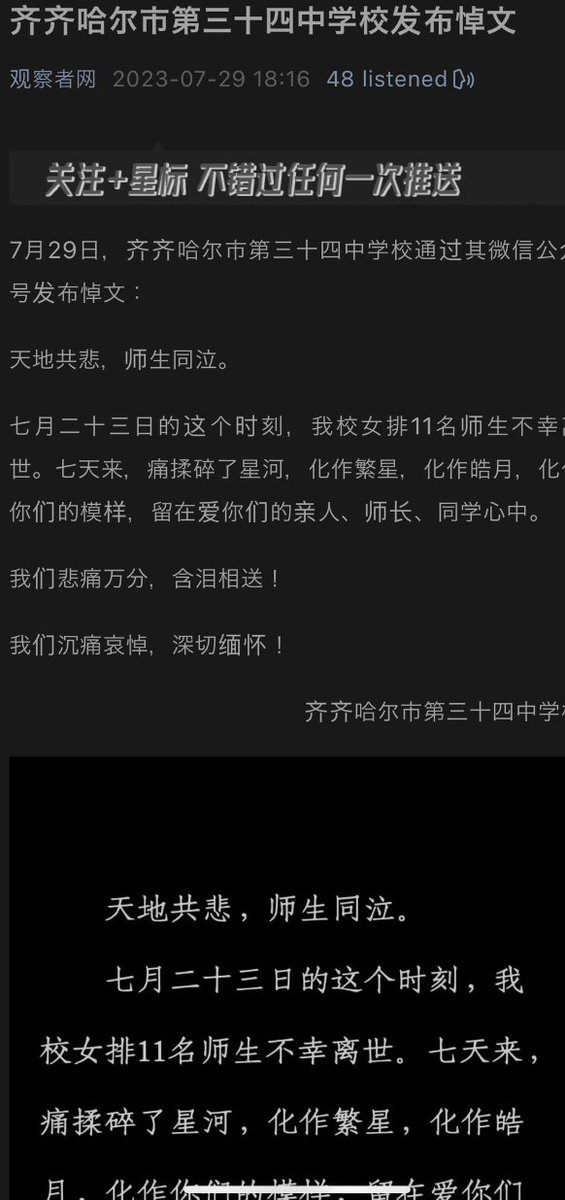 齐齐哈尔市第三十四中学校发布悼文
观察者网 2023-07-29 18:16 48 listened
关注+星标 不错过任何一次推送
7月29日，齐齐哈尔市第三十四中学校通过其微信公
号发布悼文：
天地共悲，师生同泣。
七月二十三日的这个时刻，我校女排11名师生不幸
世。七天来，痛揉碎了星河，化作繁星，化作皓月，化
你们的模样，留在爱你们的亲人、师长、同学心中。
我们悲痛万分，含泪相送！
我们沉痛哀悼，深切缅怀！
齐齐哈尔市第三十四中学
天地共悲，师生同泣。
七月二十三日的这个时刻，我
校女排11名师生不幸离世。七天来，
痛揉碎了星河，化作繁星，化作皓
月，化作你们的模样，留在爱你们